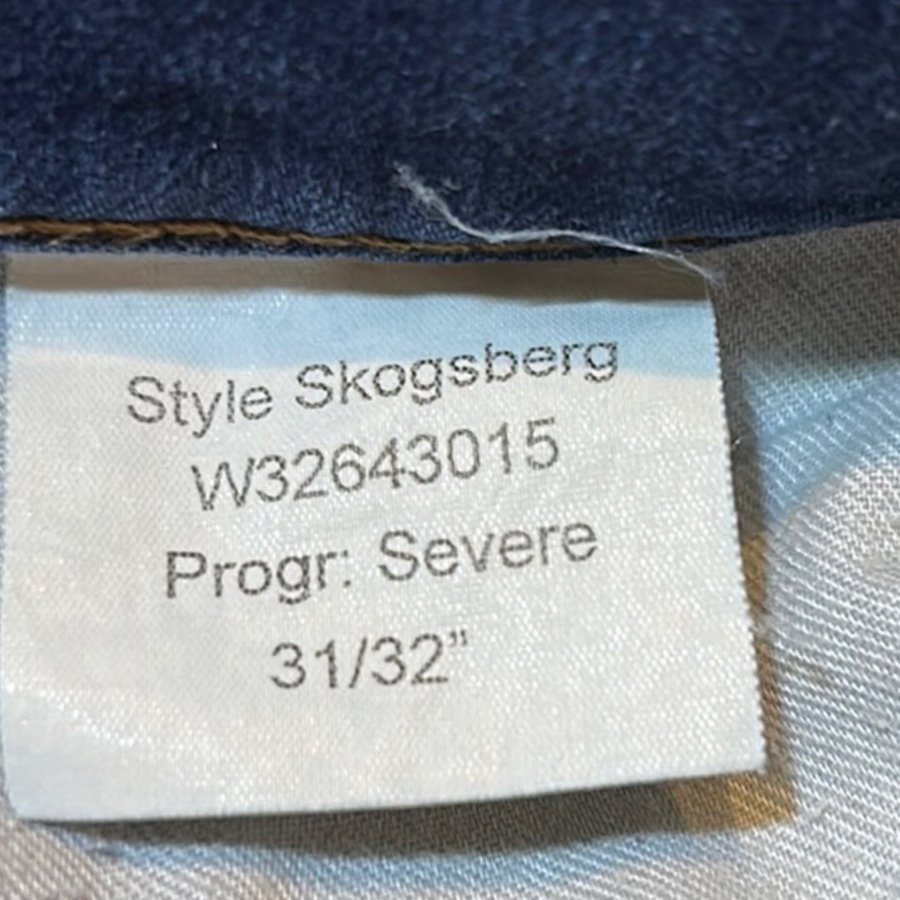 Style Skogsberg
W32643015
Progr: Severe
31/32”